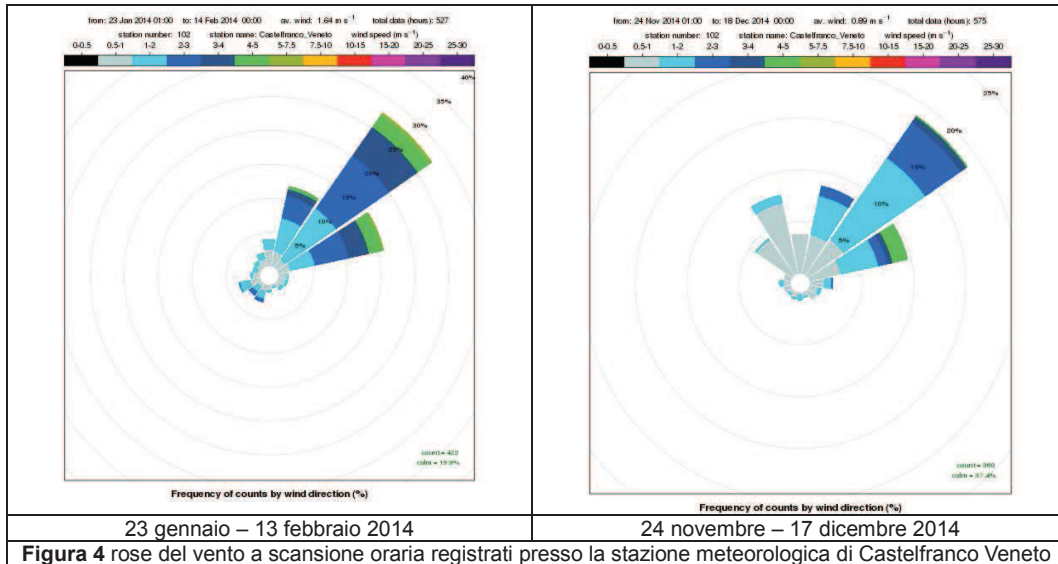 from: 23 Jan 2014 01:00 to: 14 Feb 2014 00:00 av. wind: 1.64 m s⁻¹ total data (hours): 527
station number: 102 station name: Castelfranco_Veneto wind speed (m s⁻¹)
0-0.5 0.5-1 1-2 2-3 3-4 4-5 5-7.5 7.5-10 10-15 15-20 20-25 25-30
40%
35%
30%
25%
20%
15%
10%
5%
count = 422
calm = 19.9%
Frequency of counts by wind direction (%)
23 gennaio – 13 febbraio 2014
from: 24 Nov 2014 01:00 to: 18 Dec 2014 00:00 av. wind: 0.89 m s⁻¹ total data (hours): 575
station number: 102 station name: Castelfranco_Veneto wind speed (m s⁻¹)
0-0.5 0.5-1 1-2 2-3 3-4 4-5 5-7.5 7.5-10 10-15 15-20 20-25 25-30
25%
20%
15%
10%
5%
count = 360
calm = 37.4%
Frequency of counts by wind direction (%)
24 novembre – 17 dicembre 2014
Figura 4 rose del vento a scansione oraria registrati presso la stazione meteorologica di Castelfranco Veneto